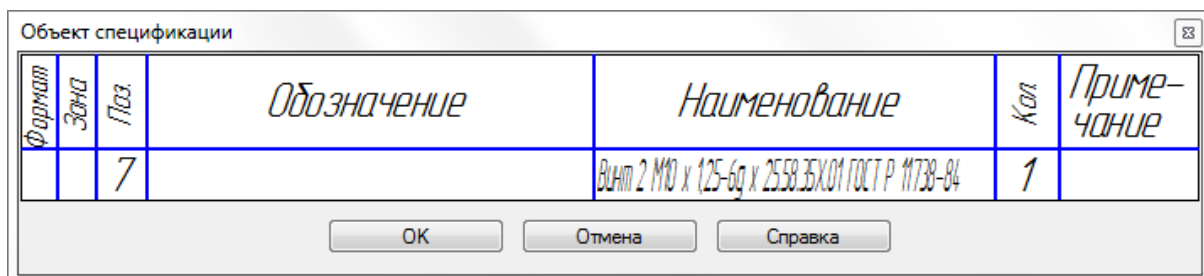 Объект спецификации
Формат Зона Поз. Обозначение Наименование Кол. Приме-
чание
7 Винт 2 М10 х 1,25-6g х 25.58.35Х.01 ГОСТ Р 11738-84 1
ОК Отмена Справка